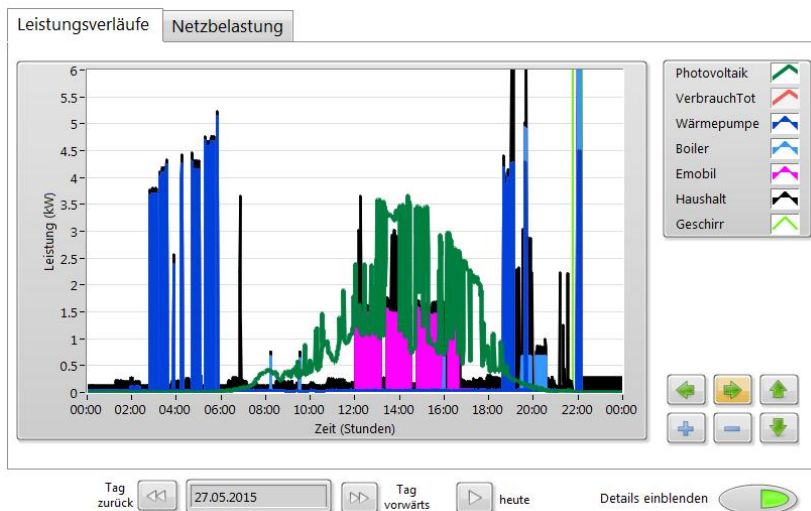 Leistungsverläufe
Netzbelastung
6
5.5
5
4.5
4
3.5
3
2.5
2
1.5
1
0.5
0
Leistung (kW)
00:00 02:00 04:00 06:00 08:00 10:00 12:00 14:00 16:00 18:00 20:00 22:00 00:00
Zeit (Stunden)
Photovoltaik
VerbrauchTot
Wärmepumpe
Boiler
Emobil
Haushalt
Geschirr
Tag
zurück
27.05.2015
Tag
vorwärts
heute
Details einblenden